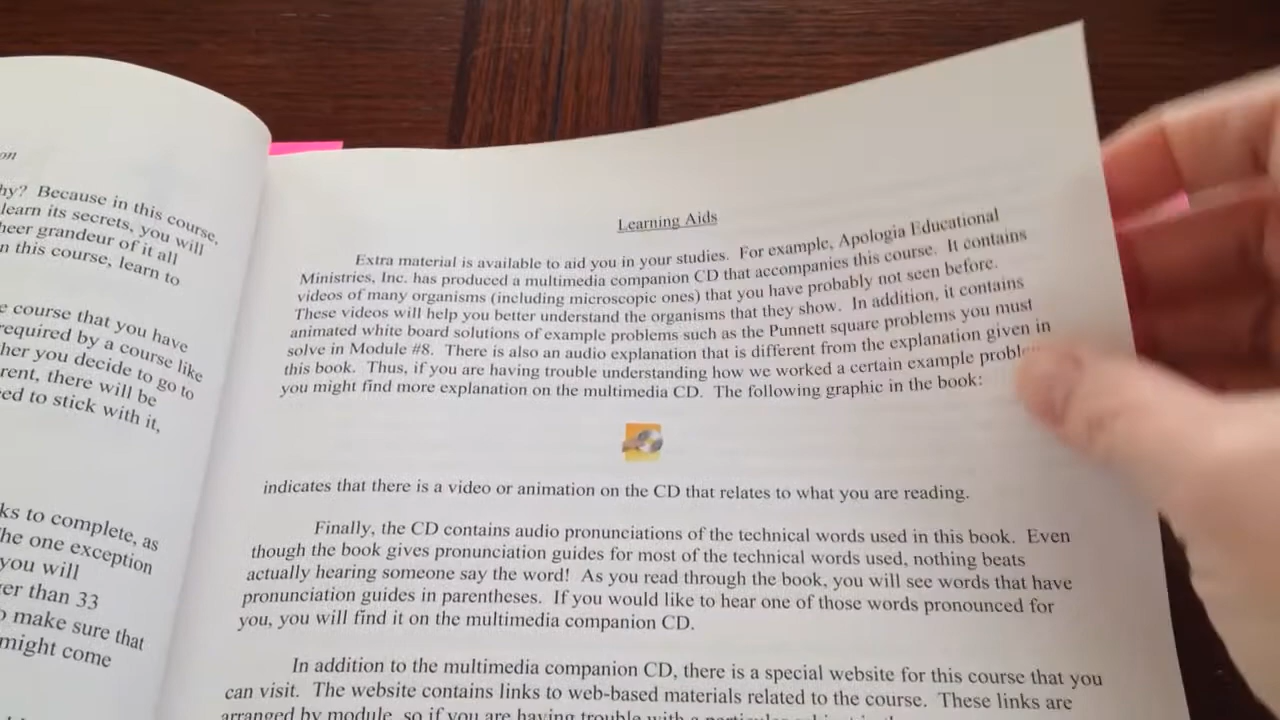 on
hy? Because in this course,
learn its secrets, you will
heer grandeur of it all
n this course, learn to
e course that you have
required by a course like
her you decide to go to
rent, there will be
ed to stick with it,
ks to complete, as
he one exception
you will
er than 33
o make sure that
might come
Learning Aids
Extra material is available to aid you in your studies. For example, Apologia Educational
Ministries, Inc. has produced a multimedia companion CD that accompanies this course. It contains
videos of many organisms (including microscopic ones) that you have probably not seen before.
These videos will help you better understand the organisms that they show. In addition, it contains
animated white board solutions of example problems such as the Punnett square problems you must
solve in Module #8. There is also an audio explanation that is different from the explanation given in
this book. Thus, if you are having trouble understanding how we worked a certain example
you might find more explanation on the multimedia CD. The following graphic in the book:
indicates that there is a video or animation on the CD that relates to what you are reading.
Finally, the CD contains audio pronunciations of the technical words used in this book. Even
though the book gives pronunciation guides for most of the technical words used, nothing beats
actually hearing someone say the word! As you read through the book, you will see words that have
pronunciation guides in parentheses. If you would like to hear one of those words pronounced for
you, you will find it on the multimedia companion CD.
In addition to the multimedia companion CD, there is a special website for this course that you
can visit. The website contains links to web-based materials related to the course. These links are
arranged by module, so if you are having trouble with a